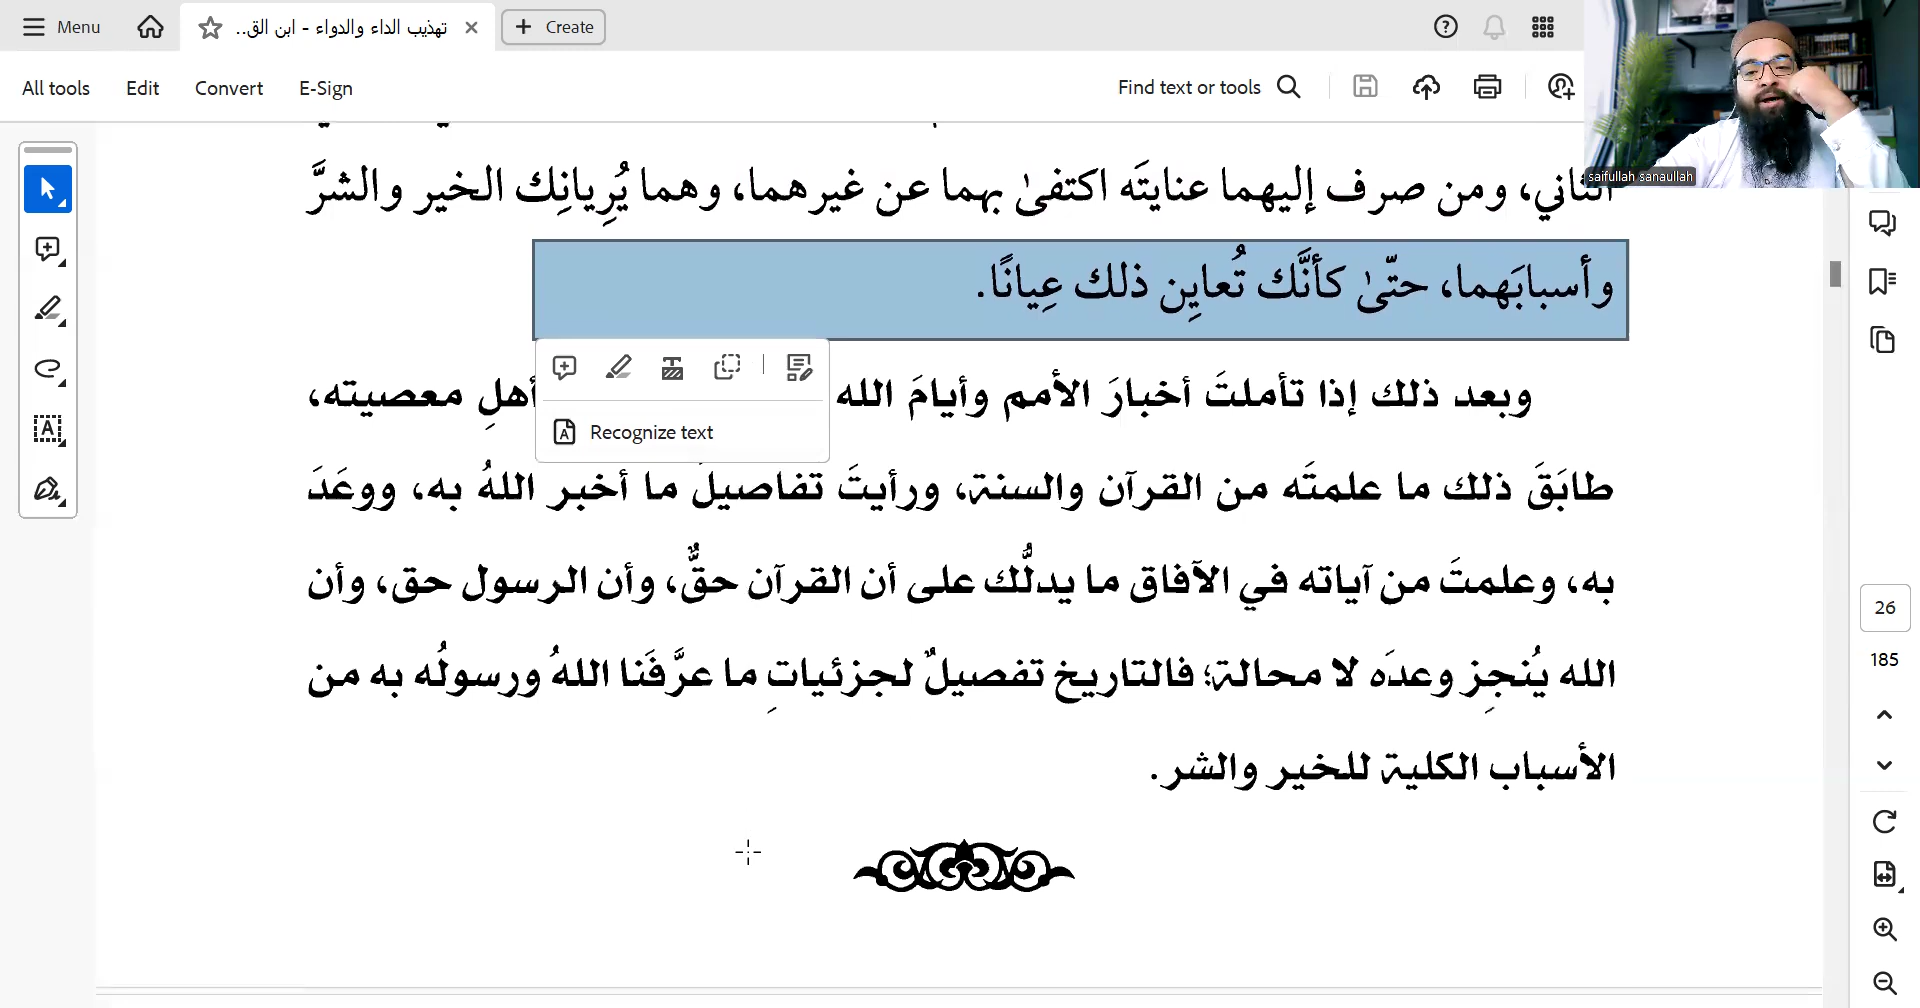 Menu
تهذيب الداء والدواء - ابن الق..
Create
All tools
Edit
Convert
E-Sign
Find text or tools
saifullah sanaullah
الثاني، ومن صرف إليهما عنايتَه اكتفىٰ بهما عن غيرهما، وهما يُرِيانِك الخير والشرَّ
وأسبابَهما، حتّىٰ كأنَّك تُعايِن ذلك عِيانًا.
وبعد ذلك إذا تأملتَ أخبارَ الأمم وأيامَ الله أهلِ معصيته،
Recognize text
طابَقَ ذلك ما علمتَه من القرآن والسنة، ورأيتَ تفاصيلَ ما أخبر اللهُ به، ووعَدَ
به، وعلمتَ من آياته في الآفاق ما يدلُّك على أن القرآن حقٌّ، وأن الرسول حق، وأن
الله يُنجِز وعدَه لا محالة؛ فالتاريخ تفصيلٌ لجزئياتِ ما عرَّفَنا اللهُ ورسولُه به من
الأسباب الكلية للخير والشر.
26
185